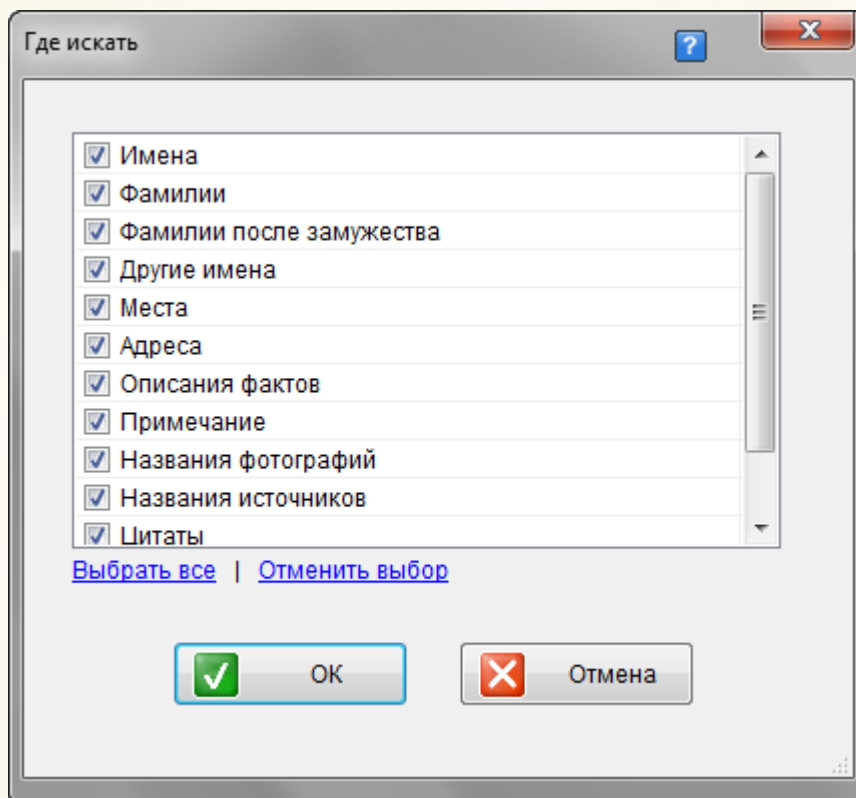 Где искать
?
Имена
Фамилии
Фамилии после замужества
Другие имена
Места
Адреса
Описания фактов
Примечание
Названия фотографий
Названия источников
Цитаты
Выбрать все | Отменить выбор
ОК Отмена